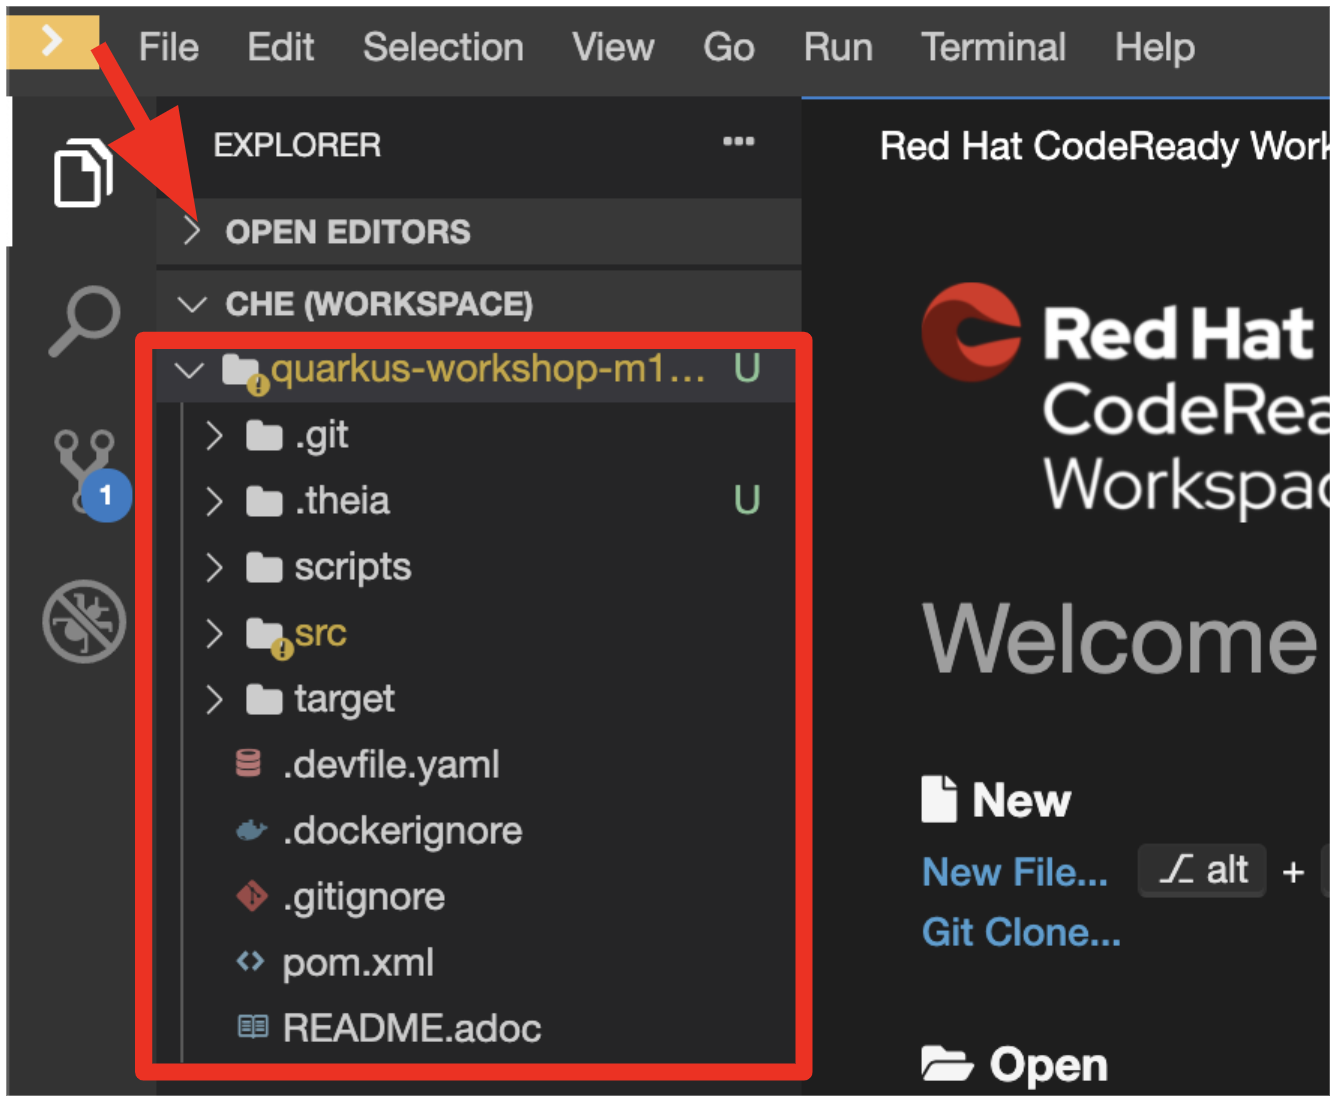 File Edit Selection View Go Run Terminal Help
EXPLORER
OPEN EDITORS
CHE (WORKSPACE)
quarkus-workshop-m1... U
.git
.theia U
scripts
src
target
.devfile.yaml
.dockerignore
.gitignore
pom.xml
README.adoc
1
Red Hat CodeReady Work
Red Hat
CodeRea
Workspac
Welcome
New
New File... ⌥ alt +
Git Clone...
Open